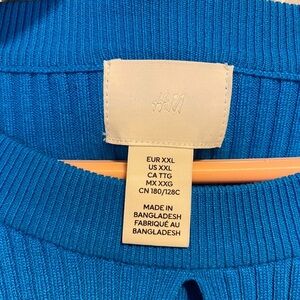 H&M
EUR XXL
US XXL
CA TTG
MX XXG
CN 180/128C
MADE IN
BANGLADESH
FABRIQUÉ AU
BANGLADESH